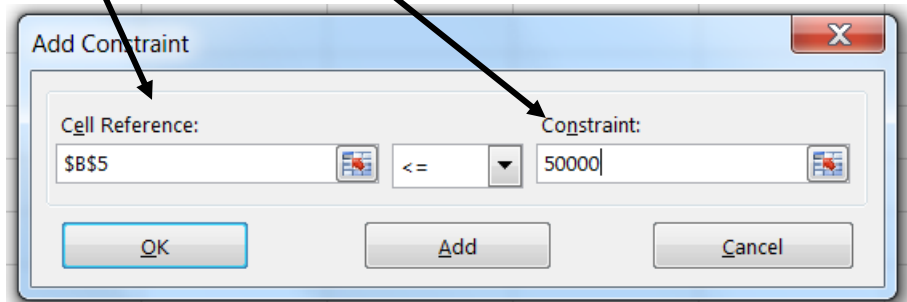 Add Constraint
X
Cell Reference: Constraint:
$B$5 <= 50000
OK Add Cancel